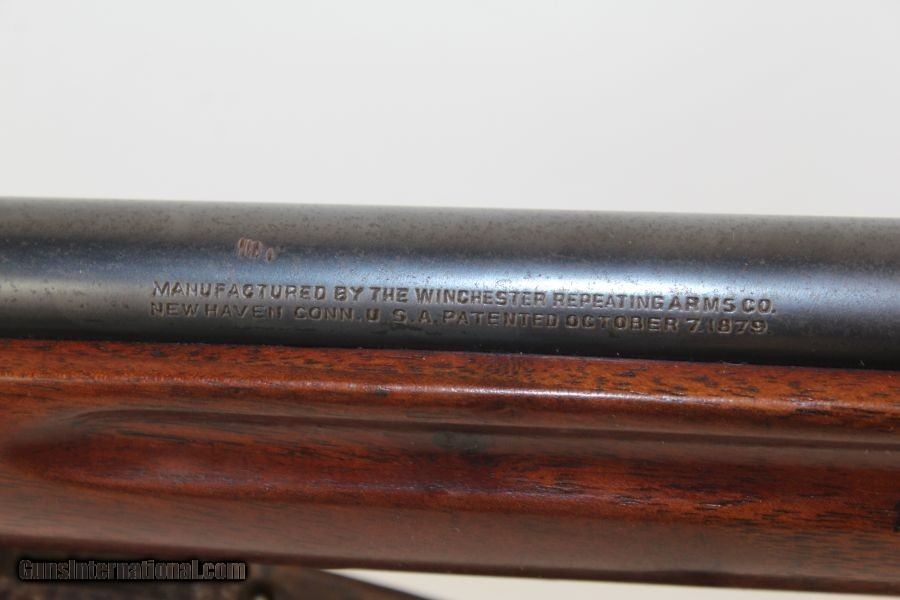 MANUFACTURED BY THE WINCHESTER REPEATING ARMS CO.
NEW HAVEN CONN. U.S.A. PATENTED OCTOBER 7, 1879.
GunsInternational.com